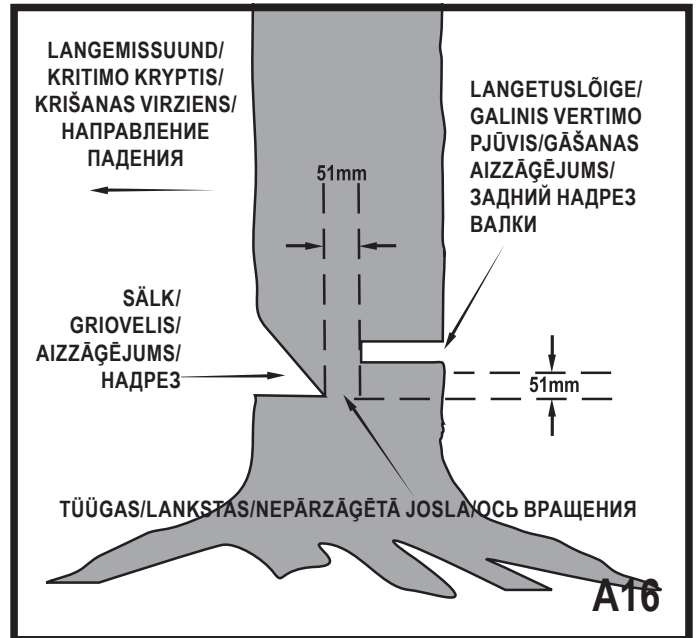 LANGEMISSUUND/
KRITIMO KRYPTIS/
KRIŠANAS VIRZIENS/
НАПРАВЛЕНИЕ
ПАДЕНИЯ
LANGETUSLÕIGE/
GALINIS VERTIMO
PJŪVIS/GĀŠANAS
AIZZĀĢĒJUMS/
ЗАДНИЙ НАДРЕЗ
ВАЛКИ
51mm
SÄLK/
GRIOVELIS/
AIZZĀĢĒJUMS/
НАДРЕЗ
51mm
TÜÜGAS/LANKSTAS/NEPĀRZĀĢĒTĀ JOSLA/ОСЬ ВРАЩЕНИЯ
A16